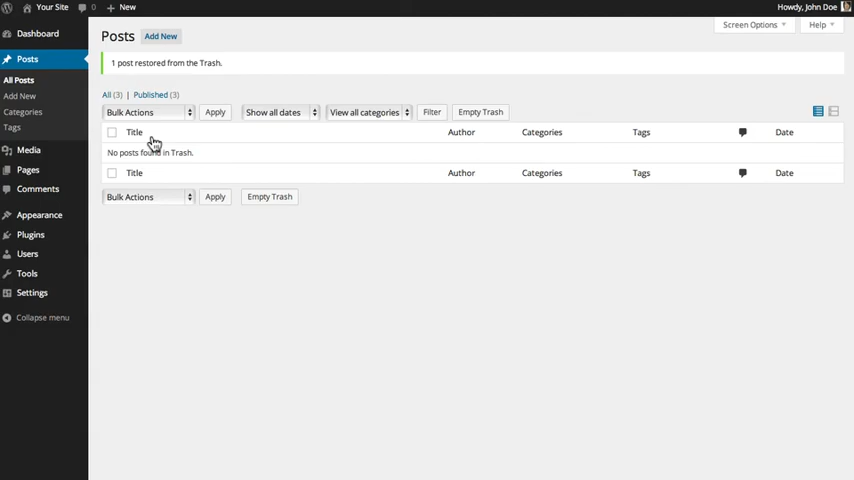 Your Site 0 New Howdy, John Doe
Screen Options Help
Dashboard
Posts
All Posts
Add New
Categories
Tags
Media
Pages
Comments
Appearance
Plugins
Users
Tools
Settings
Collapse menu
Posts Add New
1 post restored from the Trash.
All (3) | Published (3)
Bulk Actions Apply Show all dates View all categories Filter Empty Trash
Title Author Categories Tags Date
No posts found in Trash.
Title Author Categories Tags Date
Bulk Actions Apply Empty Trash